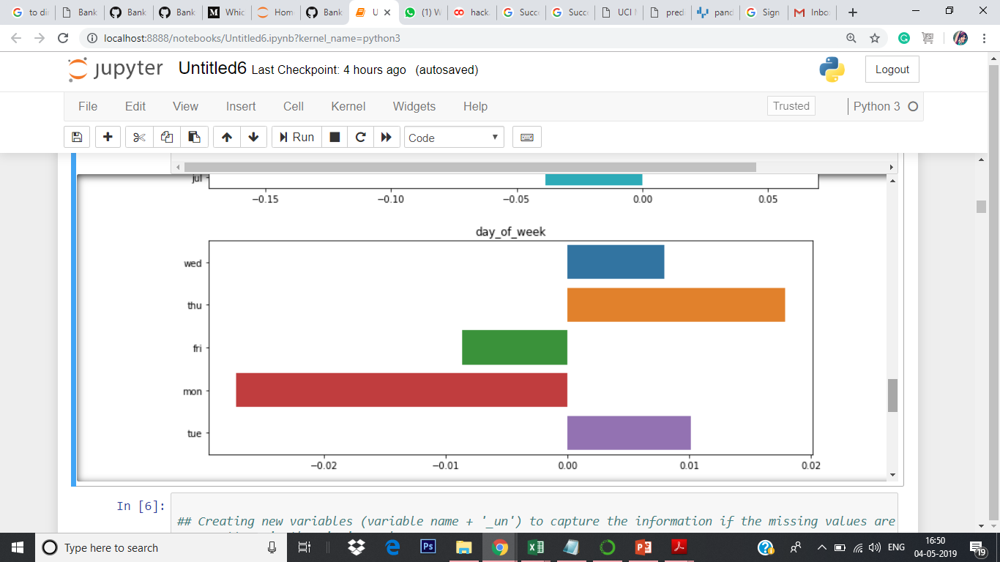 to dir Bank Bank Bank Whic Hom Bank U (1) W hack. Succ Succ UCI pred pand Sign Inbo
localhost:8888/notebooks/Untitled6.ipynb?kernel_name=python3
jupyter Untitled6 Last Checkpoint: 4 hours ago (autosaved)
Logout
File Edit View Insert Cell Kernel Widgets Help
Trusted
Python 3
Run
Code
jul
−0.15 −0.10 −0.05 0.00 0.05
day_of_week
wed
thu
fri
mon
tue
−0.02 −0.01 0.00 0.01 0.02
In [6]:
## Creating new variables (variable name + '_un') to capture the information if the missing values are
Type here to search
Ps
ENG
16:50
04-05-2019
19